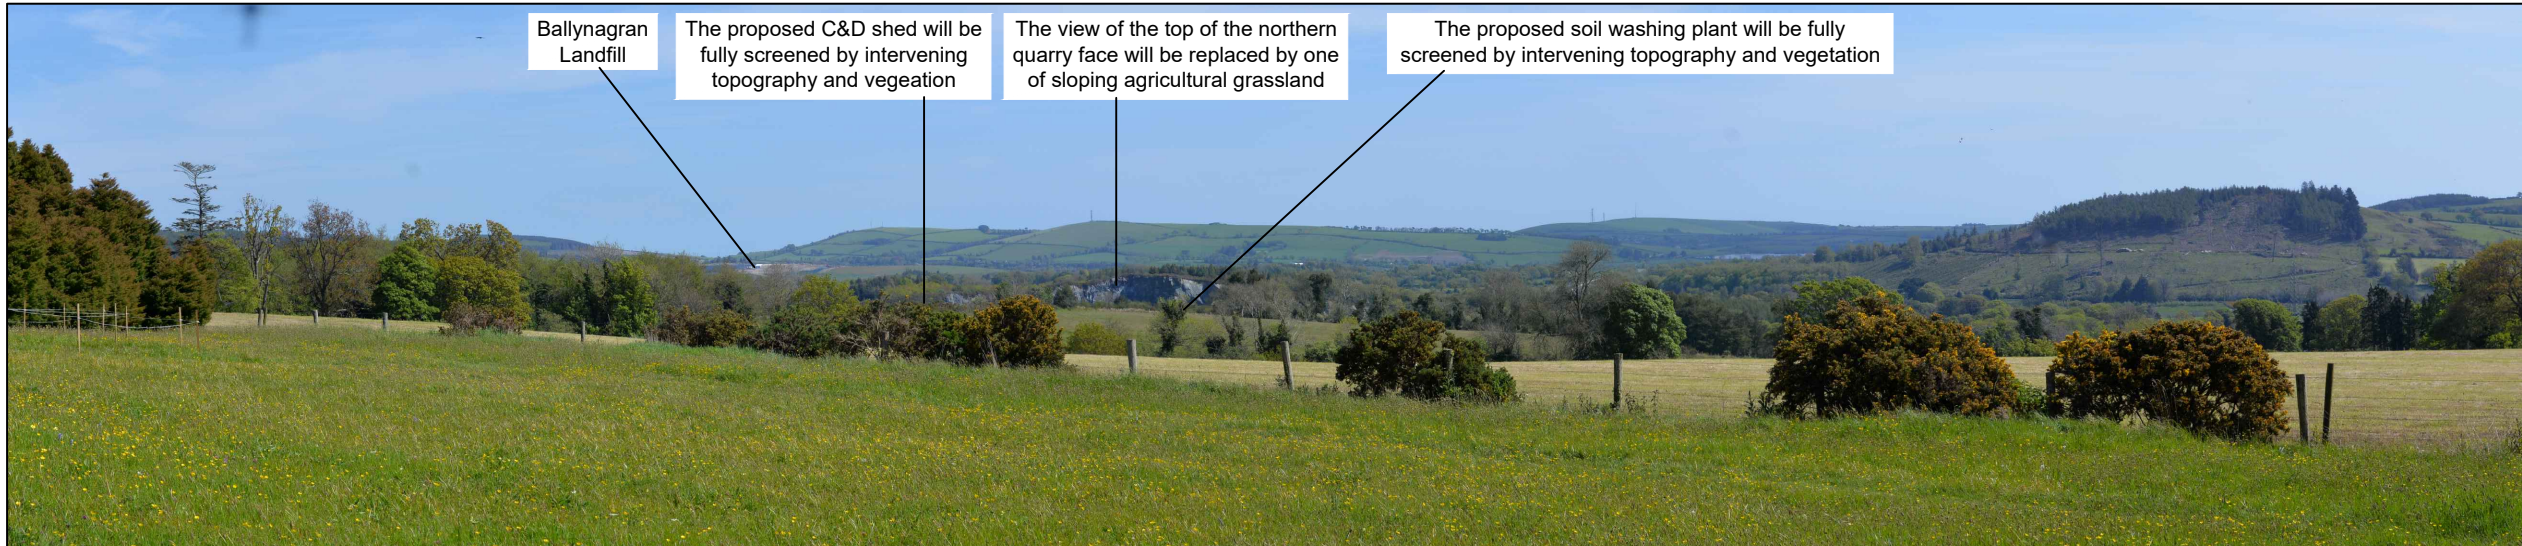 Ballynagran
Landfill
The proposed C&D shed will be
fully screened by intervening
topography and vegeation
The view of the top of the northern
quarry face will be replaced by one
of sloping agricultural grassland
The proposed soil washing plant will be fully
screened by intervening topography and vegetation